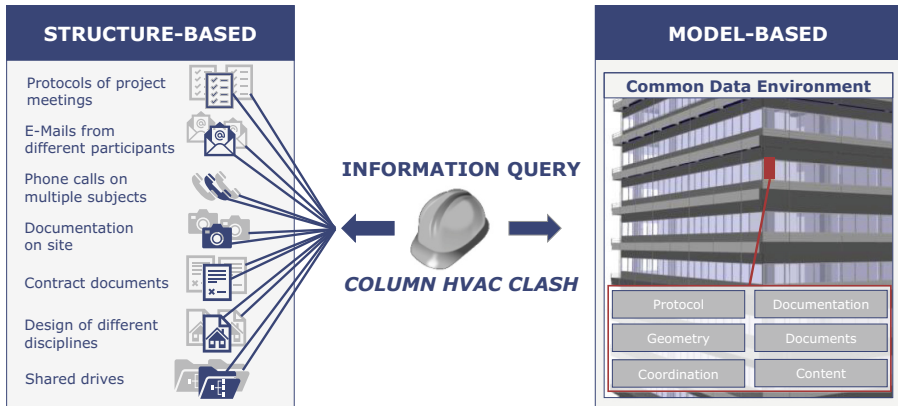 STRUCTURE-BASED
Protocols of project
meetings
E-Mails from
different participants
Phone calls on
multiple subjects
Documentation
on site
Contract documents
Design of different
disciplines
Shared drives
@
@
@
INFORMATION QUERY
COLUMN HVAC CLASH
MODEL-BASED
Common Data Environment
Protocol
Documentation
Geometry
Documents
Coordination
Content